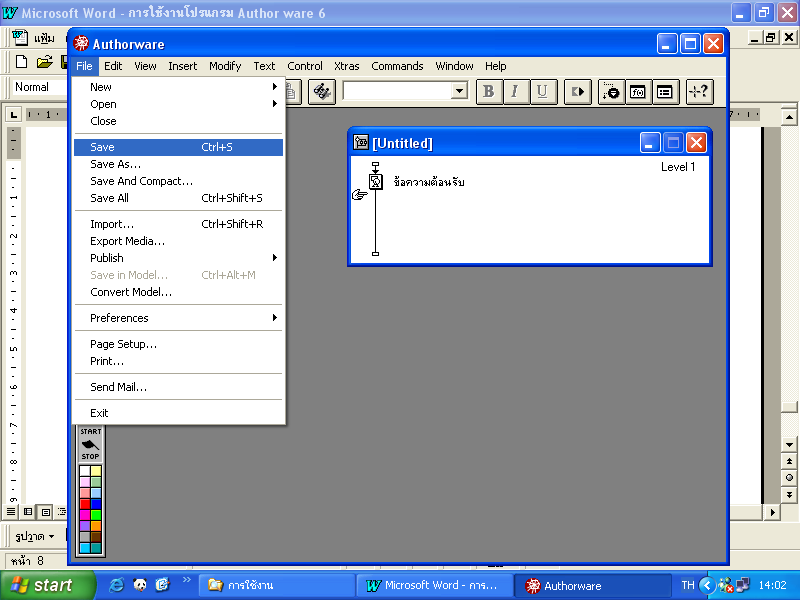 Microsoft Word - การใช้งานโปรแกรม Author ware 6
แฟ้ม
Normal
Authorware
File Edit View Insert Modify Text Control Xtras Commands Window Help
New
Open
Close
Save Ctrl+S
Save As...
Save And Compact...
Save All Ctrl+Shift+S
Import... Ctrl+Shift+R
Export Media...
Publish
Save in Model... Ctrl+Alt+M
Convert Model...
Preferences
Page Setup...
Print...
Send Mail...
Exit
B I U
[Untitled]
Level 1
ข้อความต้อนรับ
START
STOP
รูปวาด
หน้า 8
start
การใช้งาน
Microsoft Word - การ...
Authorware
TH
14:02